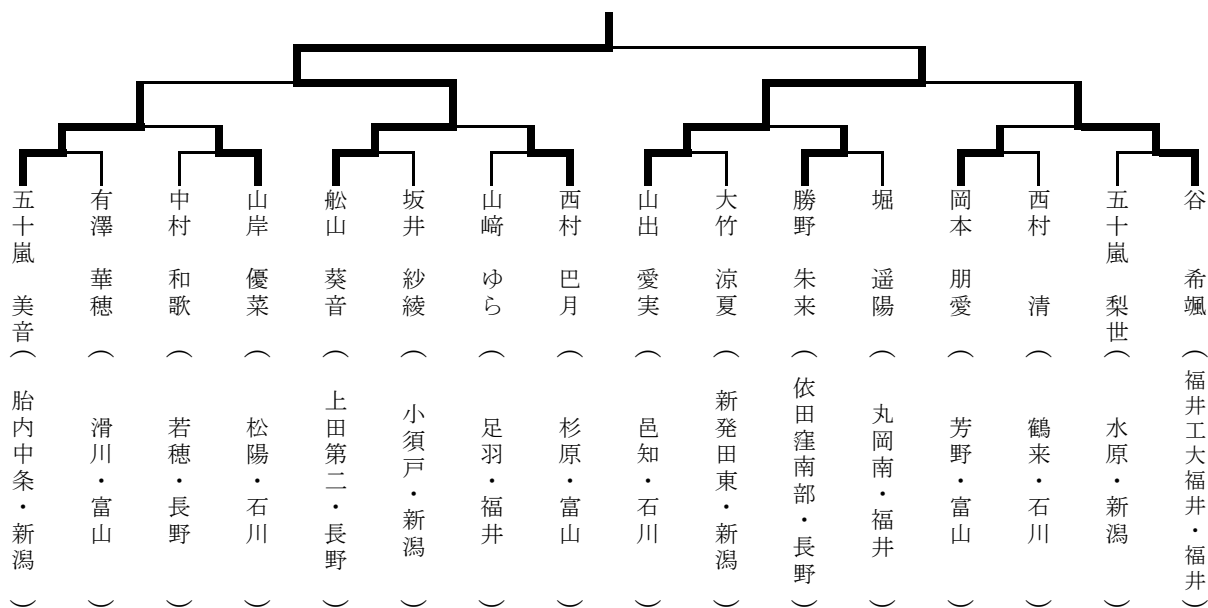 五十嵐 美音（胎内中条・新潟）
有澤 華穂（滑川・富山）
中村 和歌（若穂・長野）
山岸 優菜（松陽・石川）
舩山 葵音（上田第二・長野）
坂井 紗綾（小須戸・新潟）
山﨑 ゆら（足羽・福井）
西村 巴月（杉原・富山）
山出 愛実（邑知・石川）
大竹 涼夏（新発田東・新潟）
勝野 朱来（依田窪南部・長野）
堀 遥陽（丸岡南・福井）
岡本 朋愛（芳野・富山）
西村 清（鶴来・石川）
五十嵐 梨世（水原・新潟）
谷 希颯（福井工大福井・福井）